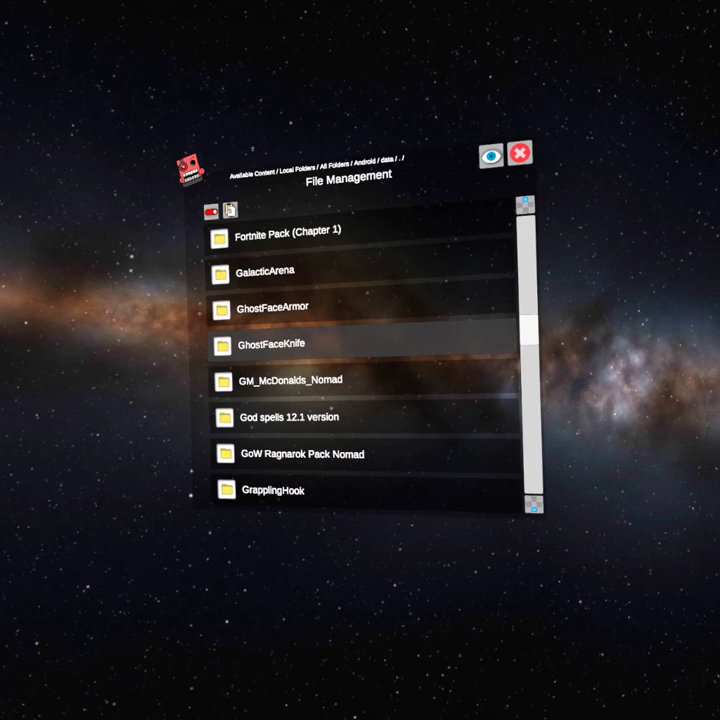 Available Content / Local Folders / All Folders / Android / data / . /
File Management
Fortnite Pack (Chapter 1)
GalacticArena
GhostFaceArmor
GhostFaceKnife
GM_McDonalds_Nomad
God spells 12.1 version
GoW Ragnarok Pack Nomad
GrapplingHook